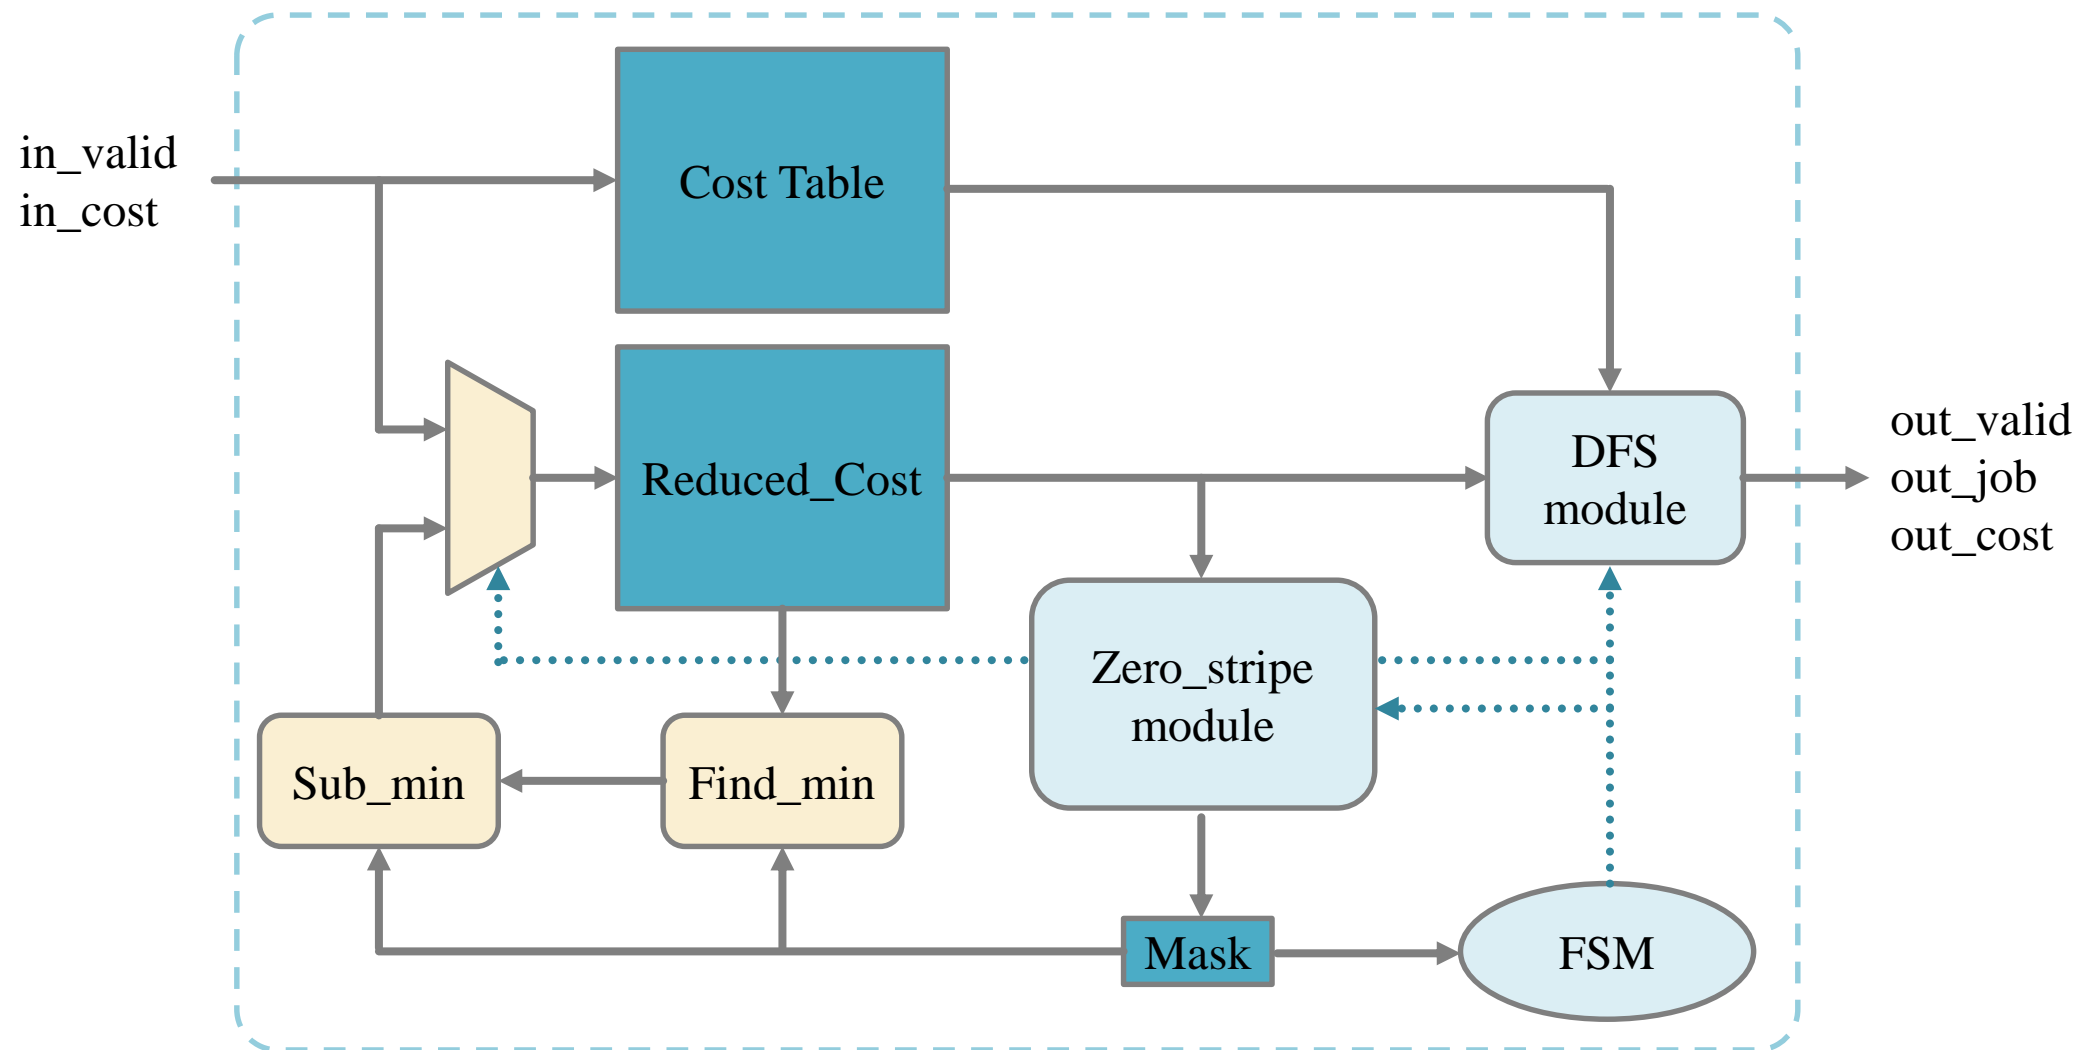 in_valid
in_cost
Cost Table
Reduced_Cost
DFS
module
out_valid
out_job
out_cost
Zero_stripe
module
Sub_min
Find_min
Mask
FSM